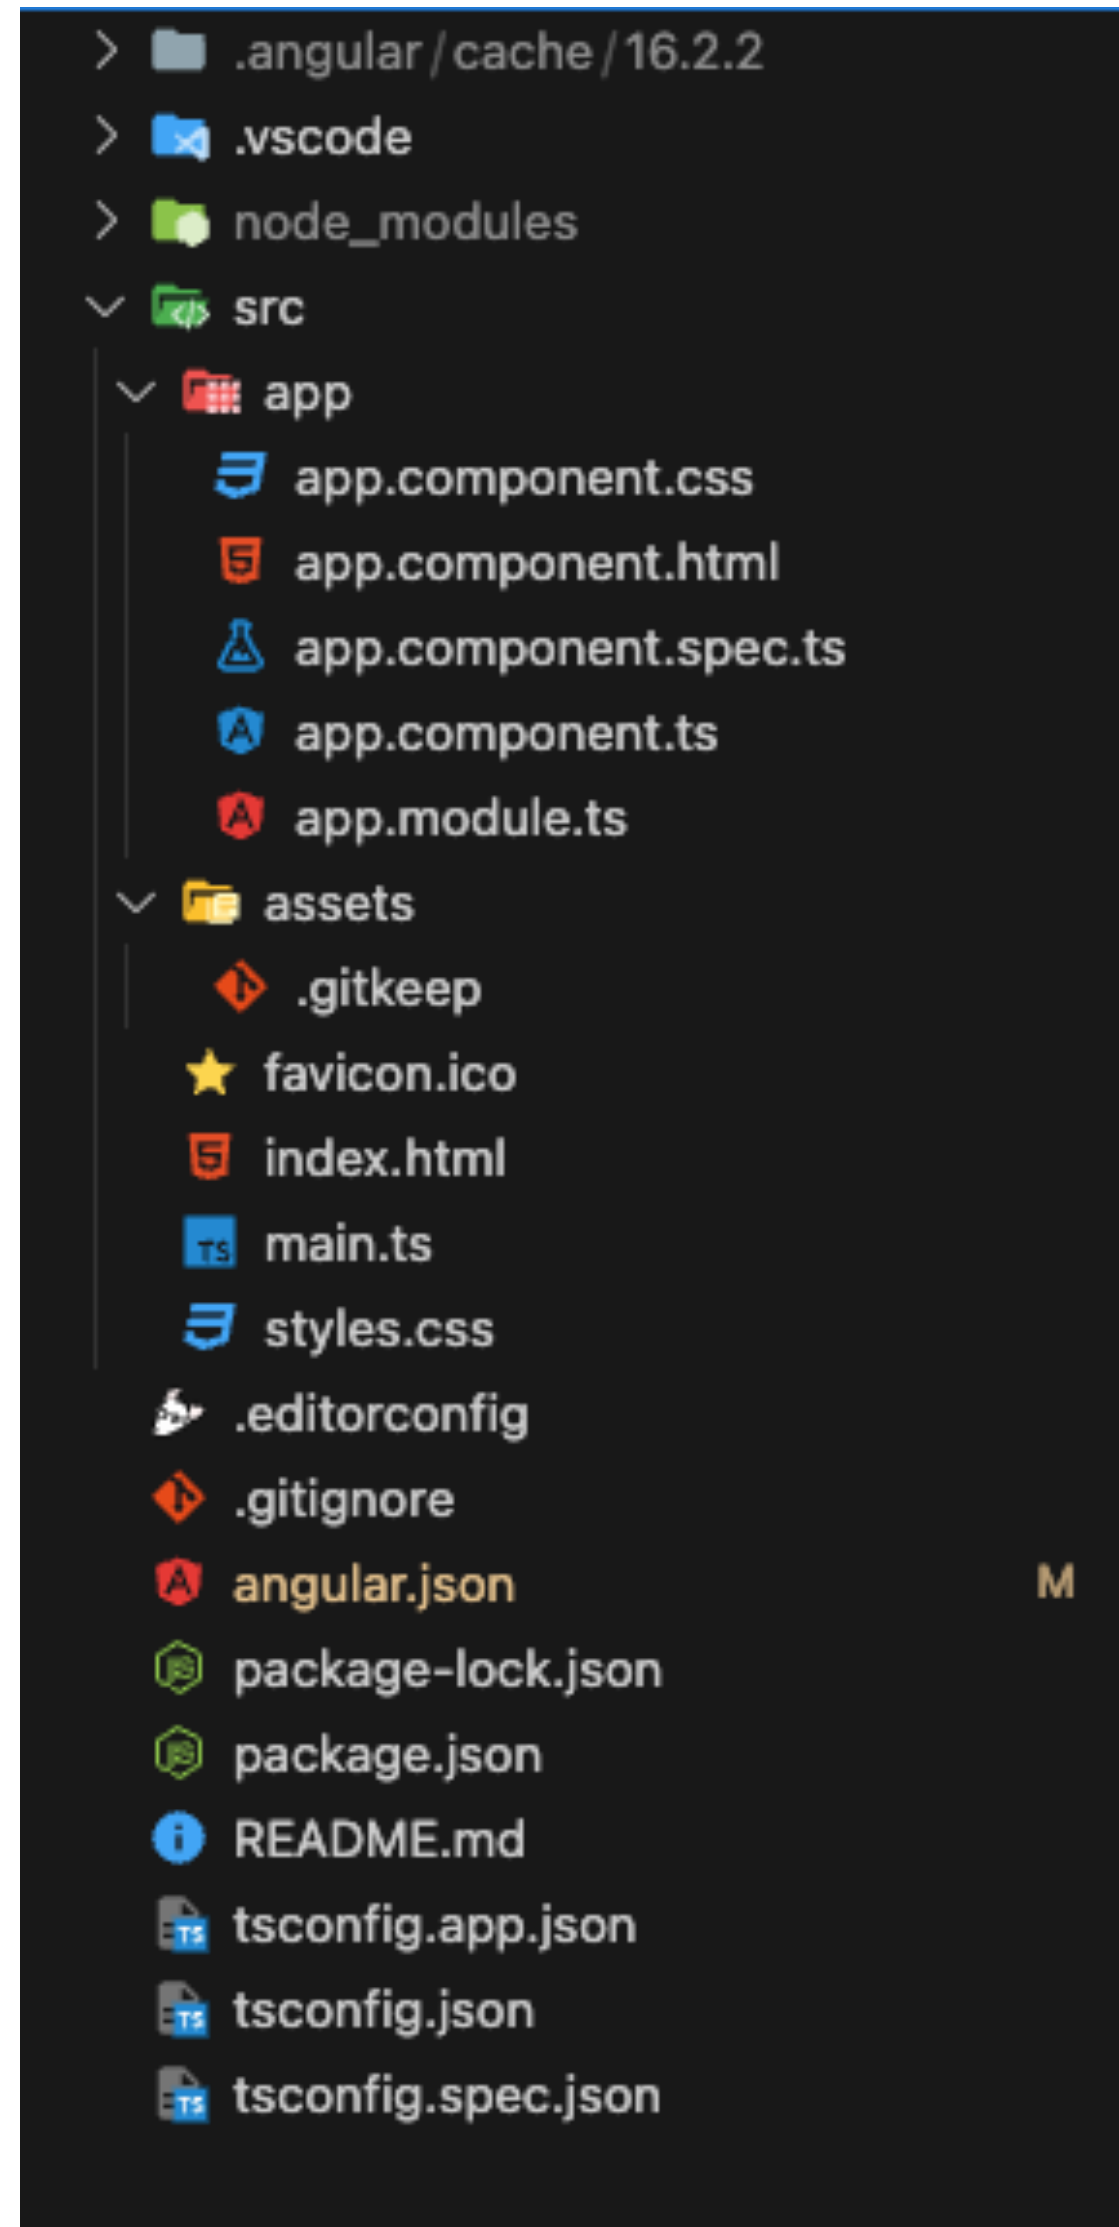 .angular/cache/16.2.2
.vscode
node_modules
src
app
app.component.css
app.component.html
app.component.spec.ts
app.component.ts
app.module.ts
assets
.gitkeep
favicon.ico
index.html
main.ts
styles.css
.editorconfig
.gitignore
angular.json M
package-lock.json
package.json
README.md
tsconfig.app.json
tsconfig.json
tsconfig.spec.json